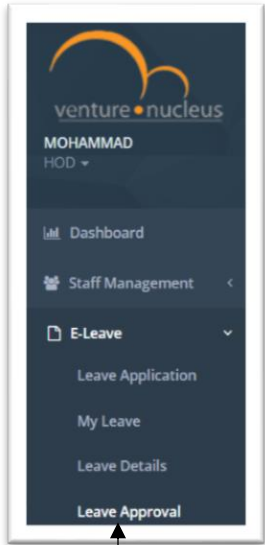 venture•nucleus
MOHAMMAD
HOD
Dashboard
Staff Management
E-Leave
Leave Application
My Leave
Leave Details
Leave Approval